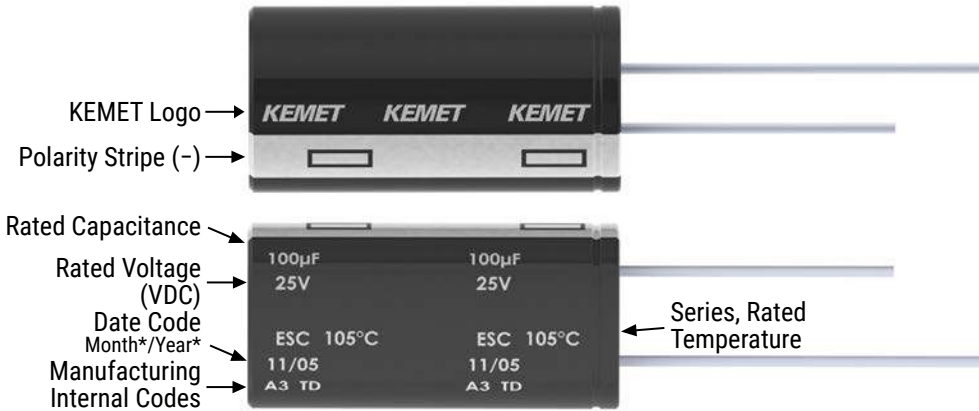 KEMET Logo
KEMET KEMET KEMET
Polarity Stripe (−)
Rated Capacitance
100µF 100µF
Rated Voltage
(VDC)
25V 25V
Date Code
Month*/Year*
ESC 105°C ESC 105°C
11/05 11/05
Manufacturing
Internal Codes
A3 TD A3 TD
Series, Rated
Temperature